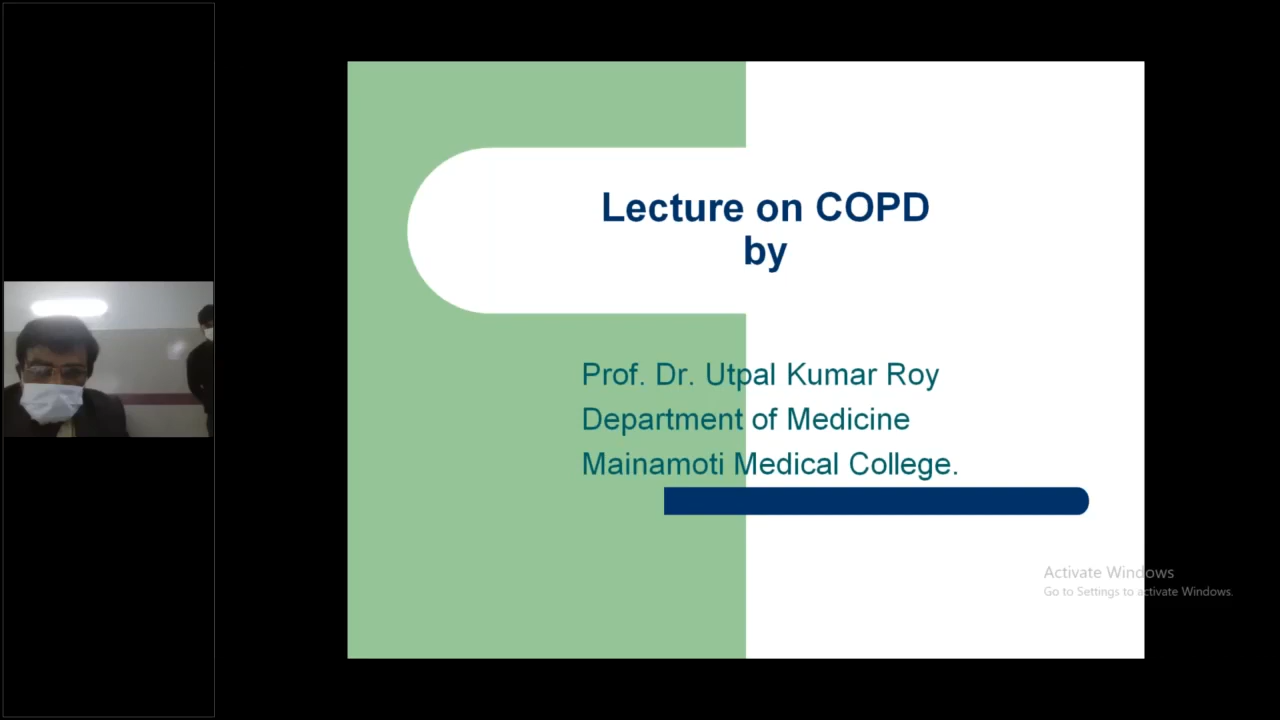 Lecture on COPD
by
Prof. Dr. Utpal Kumar Roy
Department of Medicine
Mainamoti Medical College.
Activate Windows
Go to Settings to activate Windows.